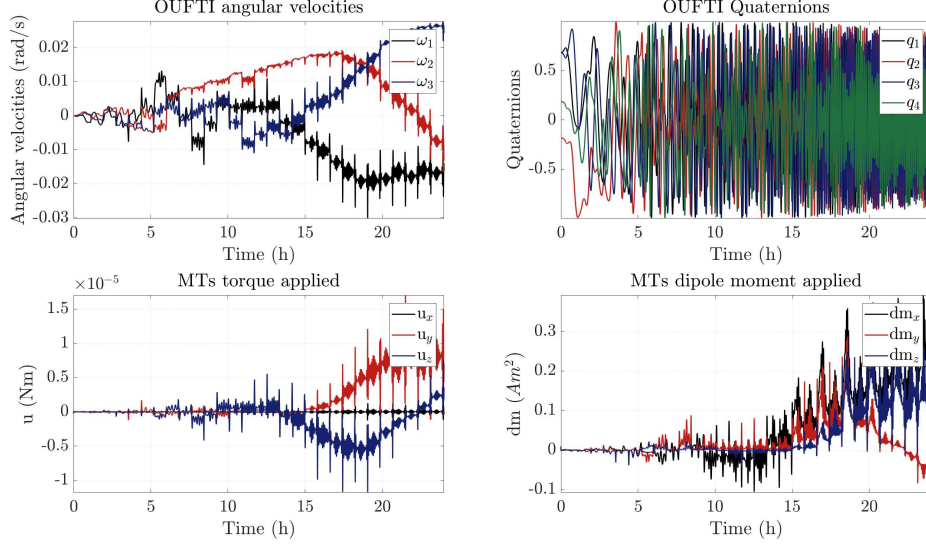 OUFTI angular velocities
Angular velocities (rad/s)
0.02
0.01
0
-0.01
-0.02
-0.03
ω₁
ω₂
ω₃
0 5 10 15 20
Time (h)
OUFTI Quaternions
Quaternions
0.5
0
-0.5
q₁
q₂
q₃
q₄
0 5 10 15 20
Time (h)
MTs torque applied
×10⁻⁵
u (Nm)
1.5
1
0.5
0
-0.5
-1
uₓ
u_y
u_z
0 5 10 15 20
Time (h)
MTs dipole moment applied
dm (Am²)
0.3
0.2
0.1
0
-0.1
dmₓ
dm_y
dm_z
0 5 10 15 20
Time (h)